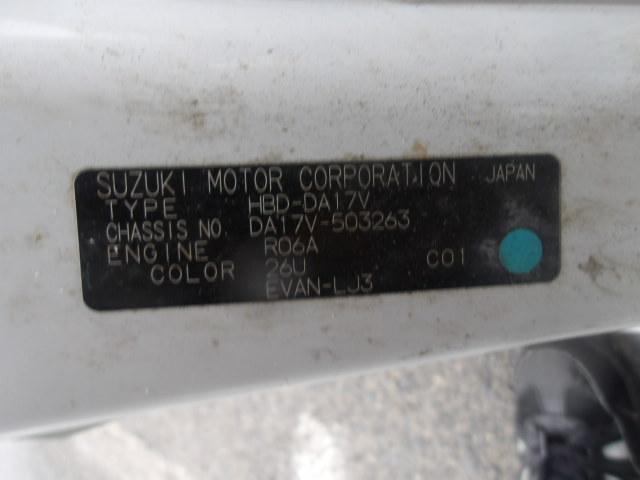 SUZUKI MOTOR CORPORATION JAPAN
TYPE HBD-DA17V
CHASSIS NO. DA17V-503263
ENGINE R06A
COLOR 26U C01
EVAN-LJ3